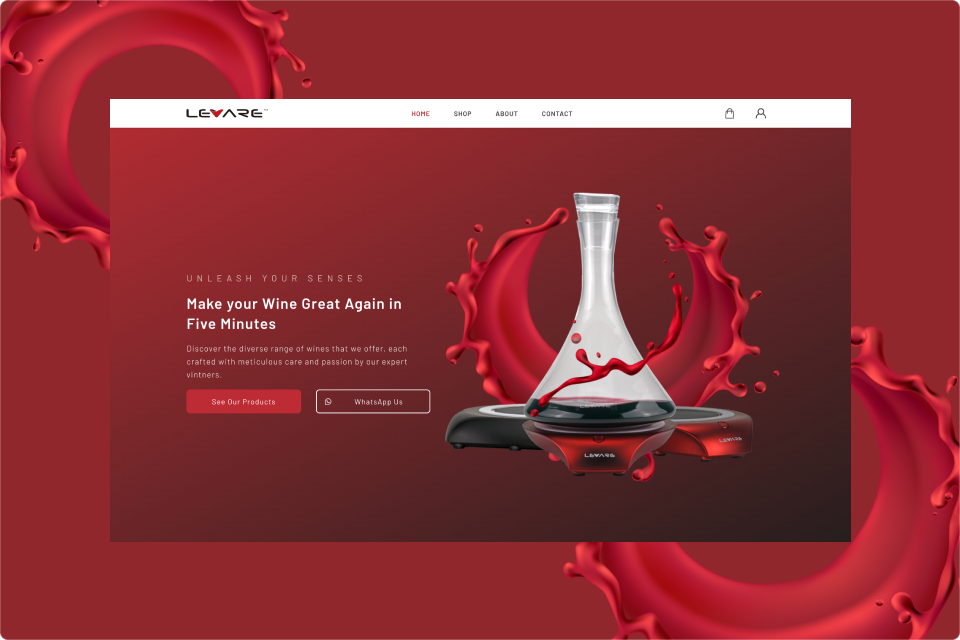 LEVARE
HOME SHOP ABOUT CONTACT
UNLEASH YOUR SENSES
Make your Wine Great Again in
Five Minutes
Discover the diverse range of wines that we offer, each
crafted with meticulous care and passion by our expert
vintners.
See Our Products
WhatsApp Us
LEVARE
LEVARE
LEVARE